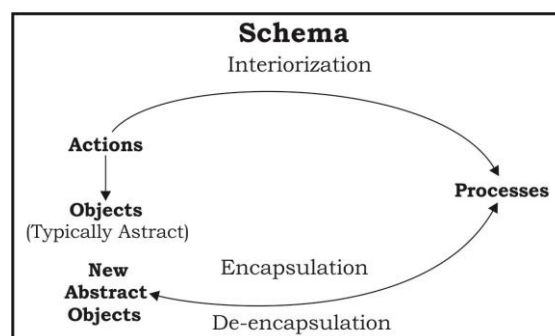 Schema
Interiorization
Actions
Processes
Objects
(Typically Astract)
New
Abstract
Objects
Encapsulation
De-encapsulation